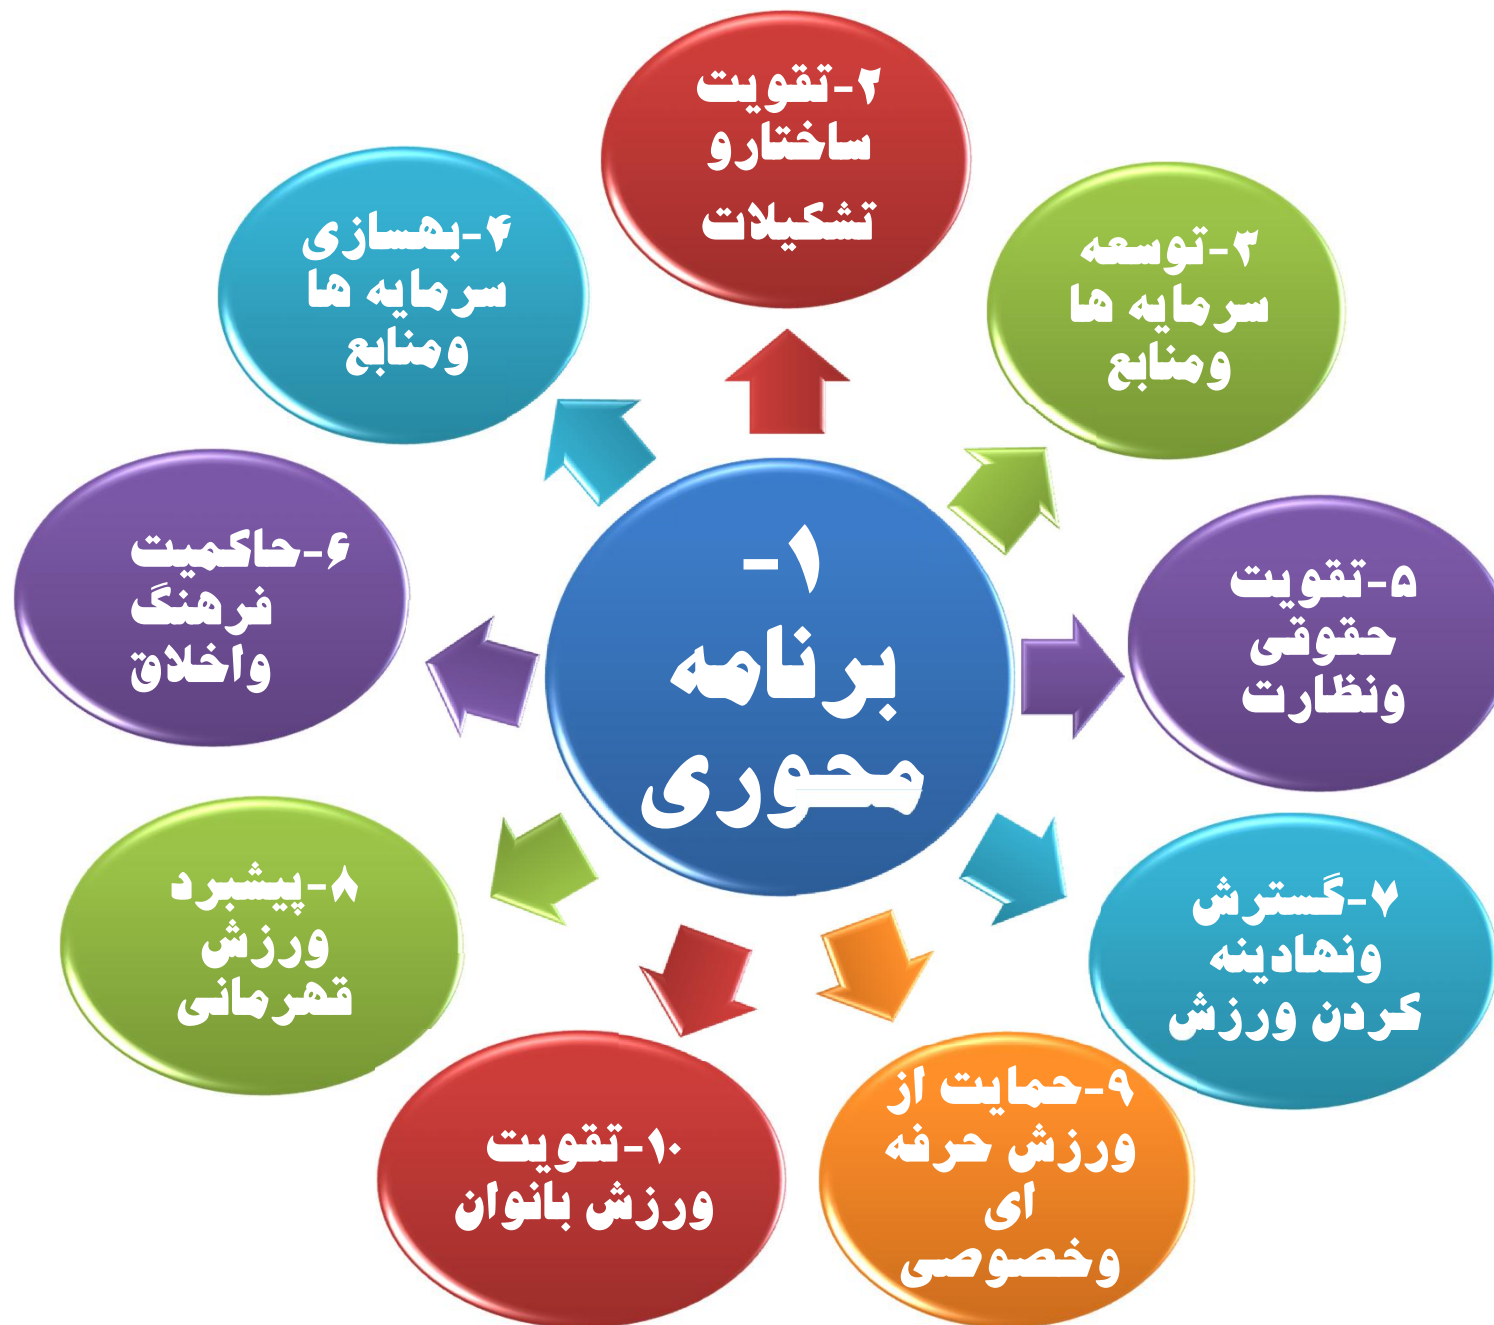 ۱-
برنامه
محوری
۲-تقویت
ساختارو
تشکیلات
۳-توسعه
سرمایه ها
ومنابع
۴-بهسازی
سرمایه ها
ومنابع
۵-تقویت
حقوقی
ونظارت
۶-حاکمیت
فرهنگ
واخلاق
۷-گسترش
ونهادینه
کردن ورزش
۸-پیشبرد
ورزش
قهرمانی
۹-حمایت از
ورزش حرفه
ای
وخصوصی
۱۰-تقویت
ورزش بانوان